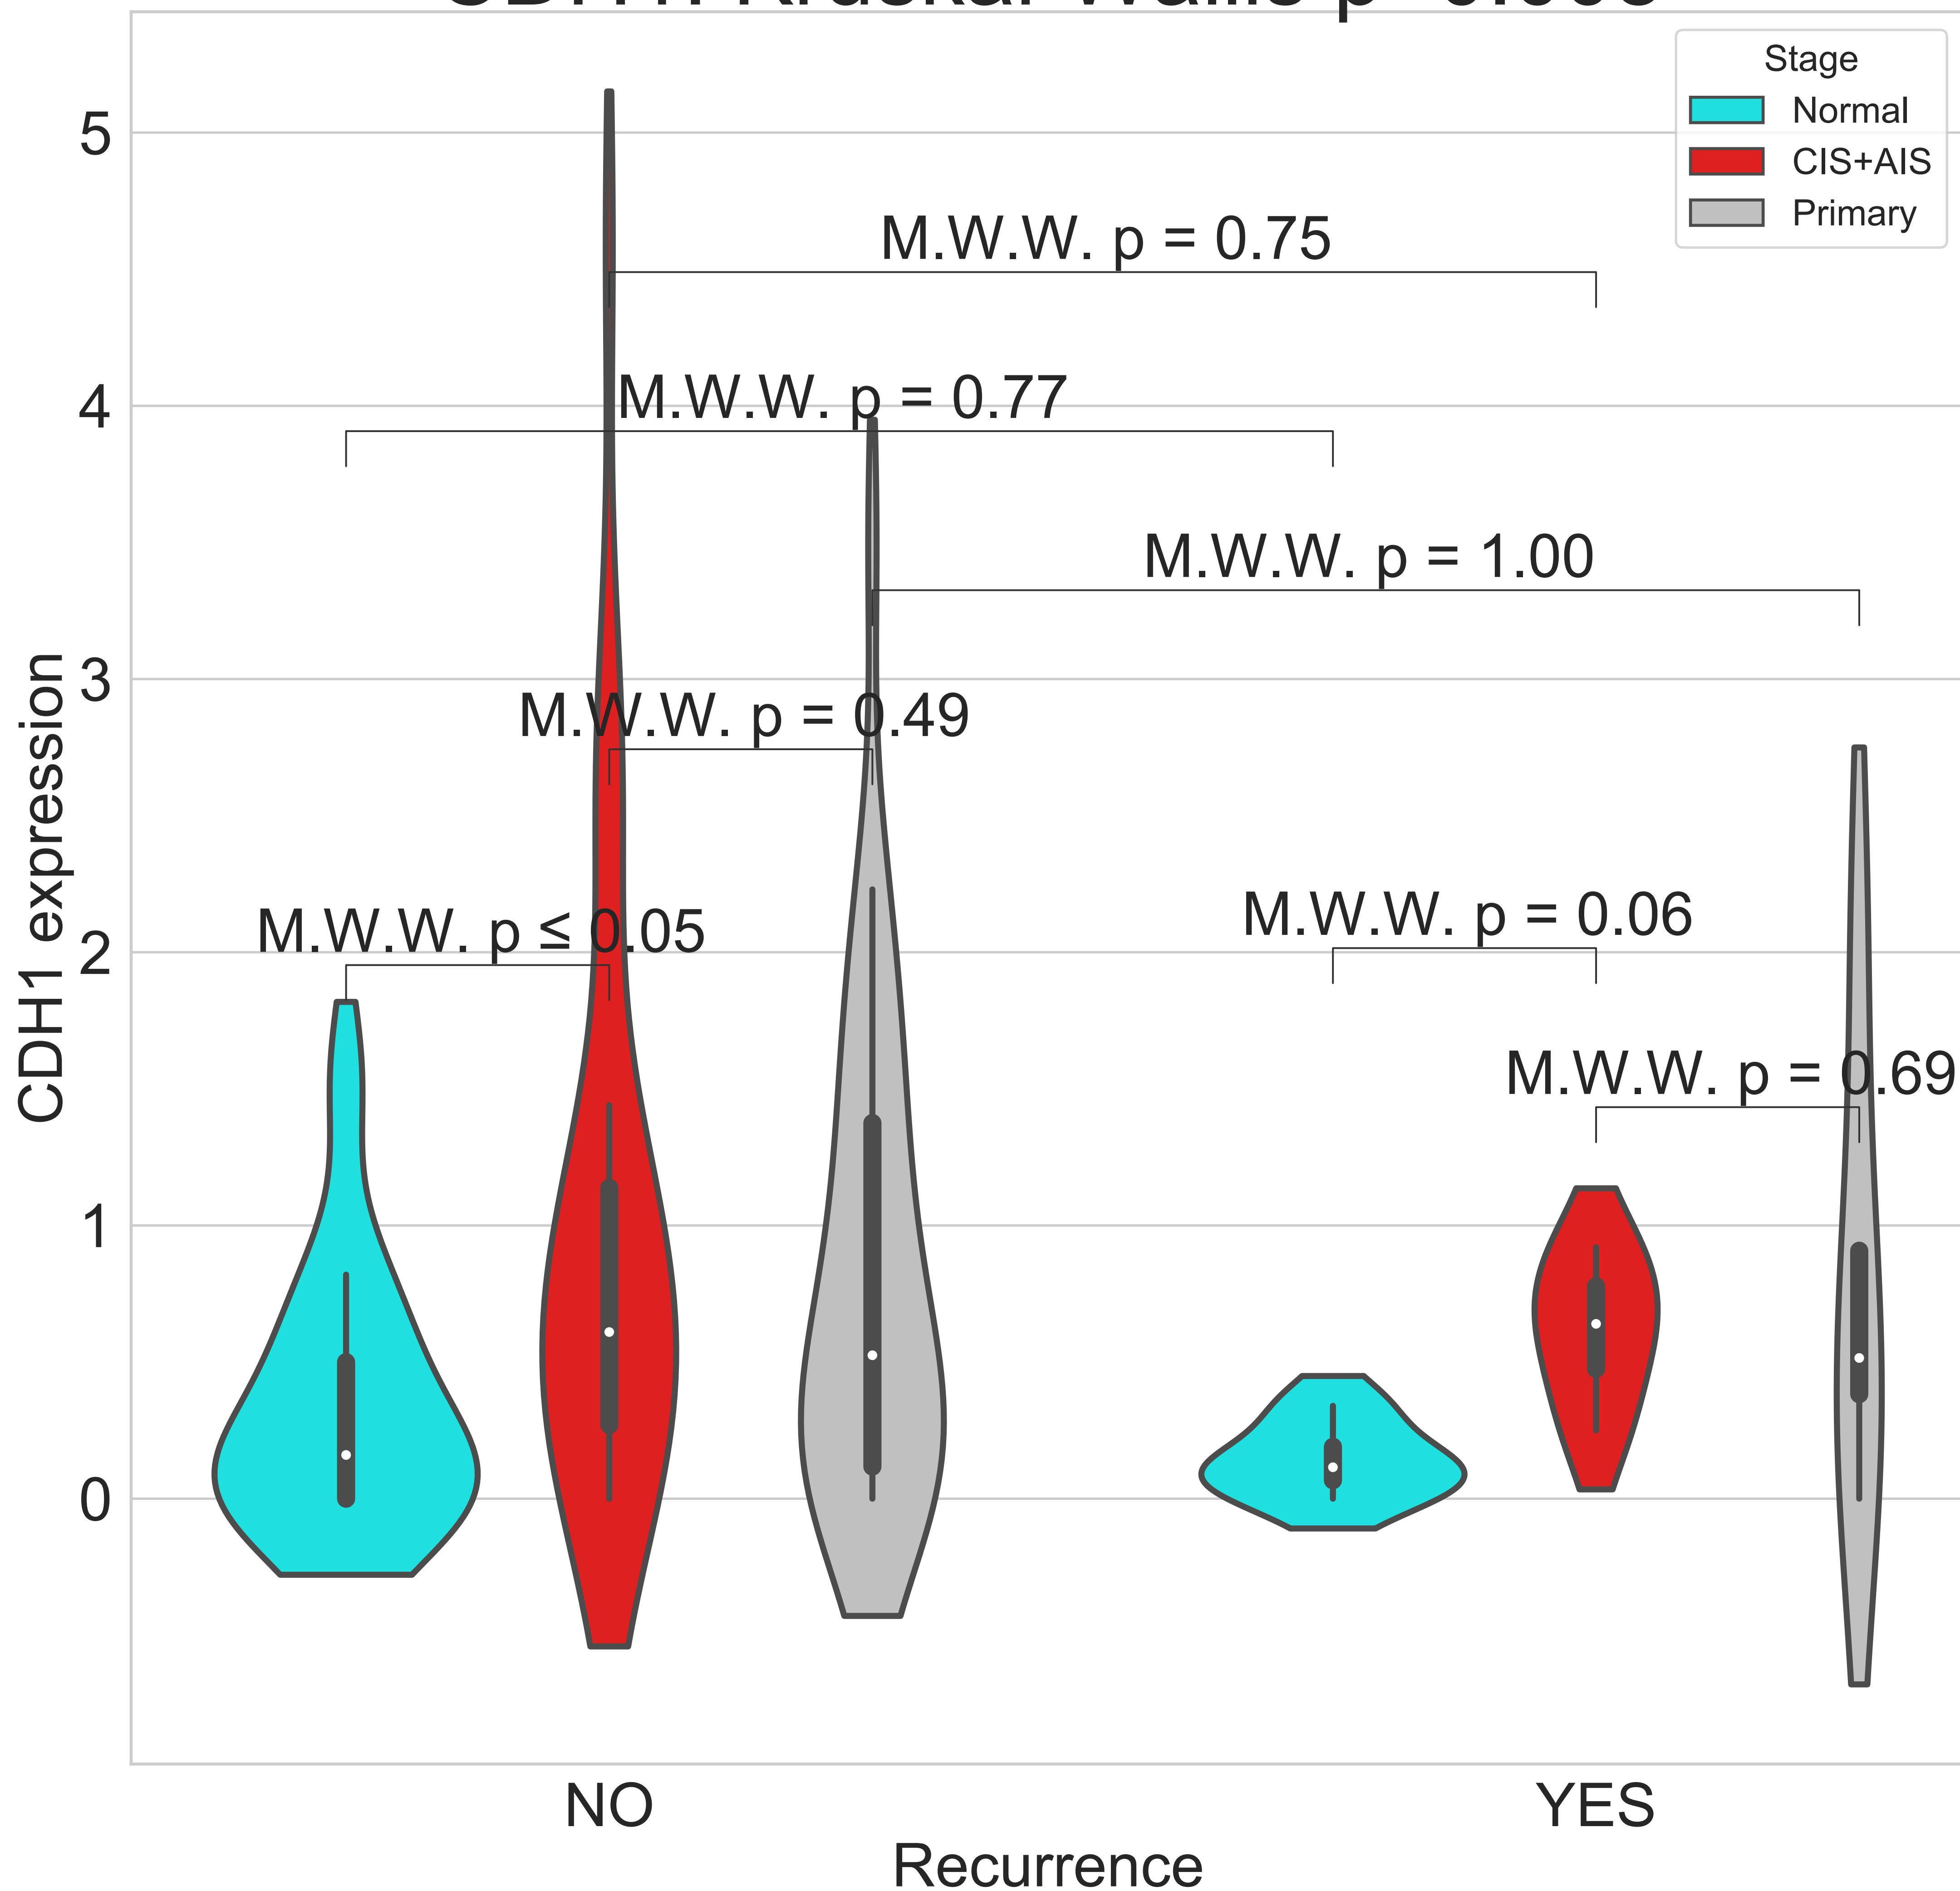 Stage
Normal
CIS+AIS
Primary
5
4
3
2
1
0
CDH1 expression
M.W.W. p = 0.75
M.W.W. p = 0.77
M.W.W. p = 1.00
M.W.W. p = 0.49
M.W.W. p ≤ 0.05
M.W.W. p = 0.06
M.W.W. p = 0.69
NO
YES
Recurrence